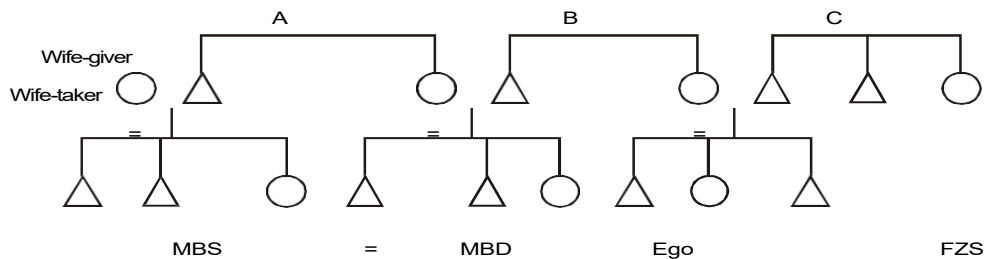 A B C
Wife-giver
Wife-taker
= = =
MBS = MBD Ego FZS